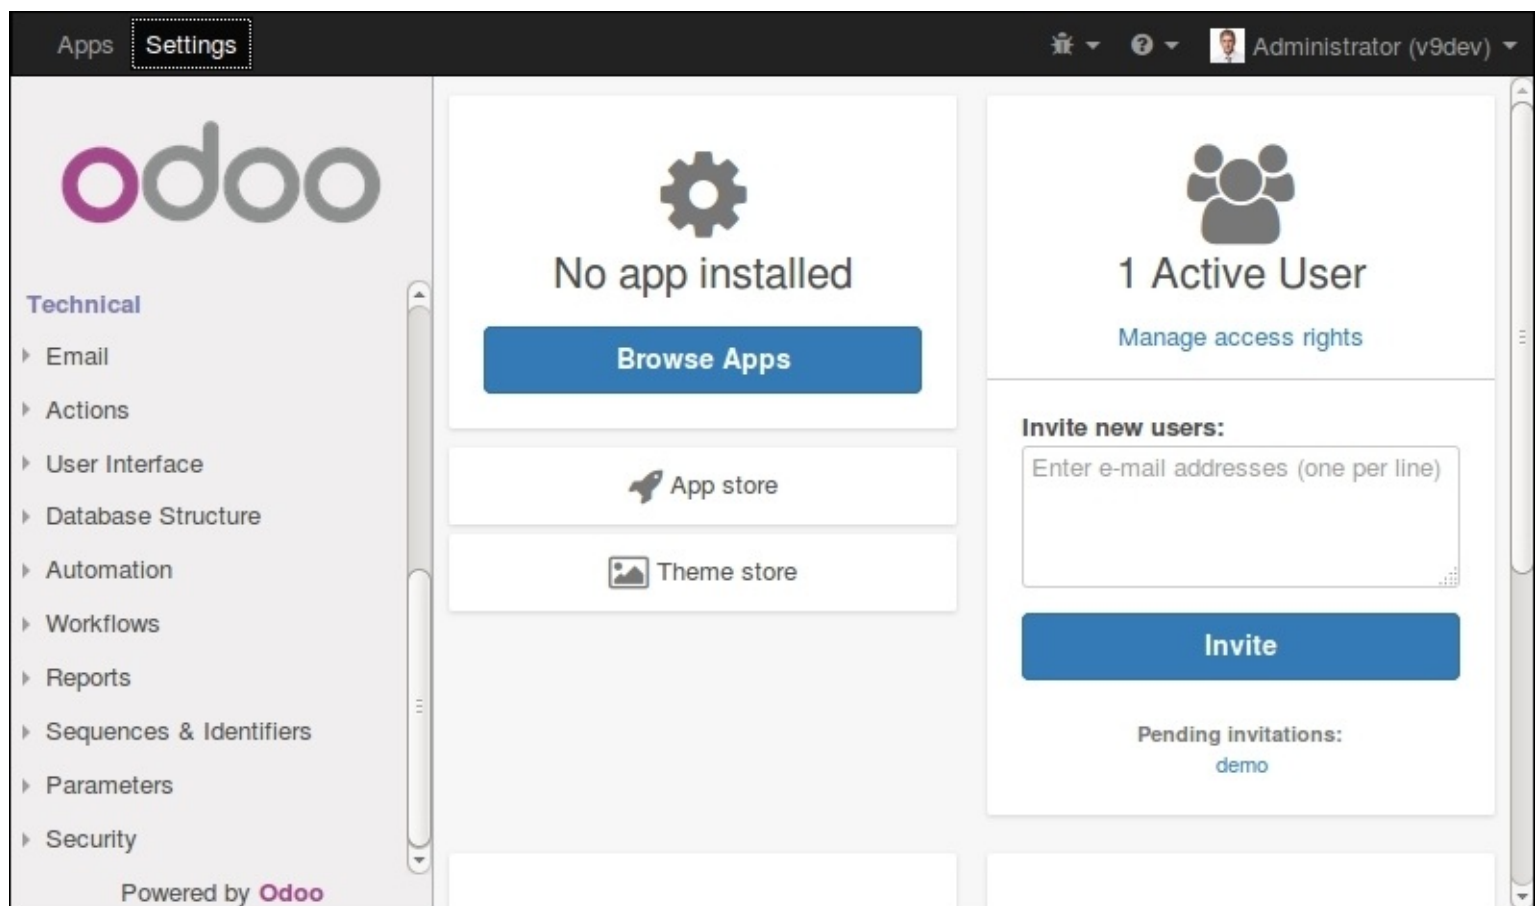 Apps Settings Administrator (v9dev)
odoo
Technical
Email
Actions
User Interface
Database Structure
Automation
Workflows
Reports
Sequences & Identifiers
Parameters
Security
Powered by Odoo
No app installed
Browse Apps
App store
Theme store
1 Active User
Manage access rights
Invite new users:
Enter e-mail addresses (one per line)
Invite
Pending invitations:
demo